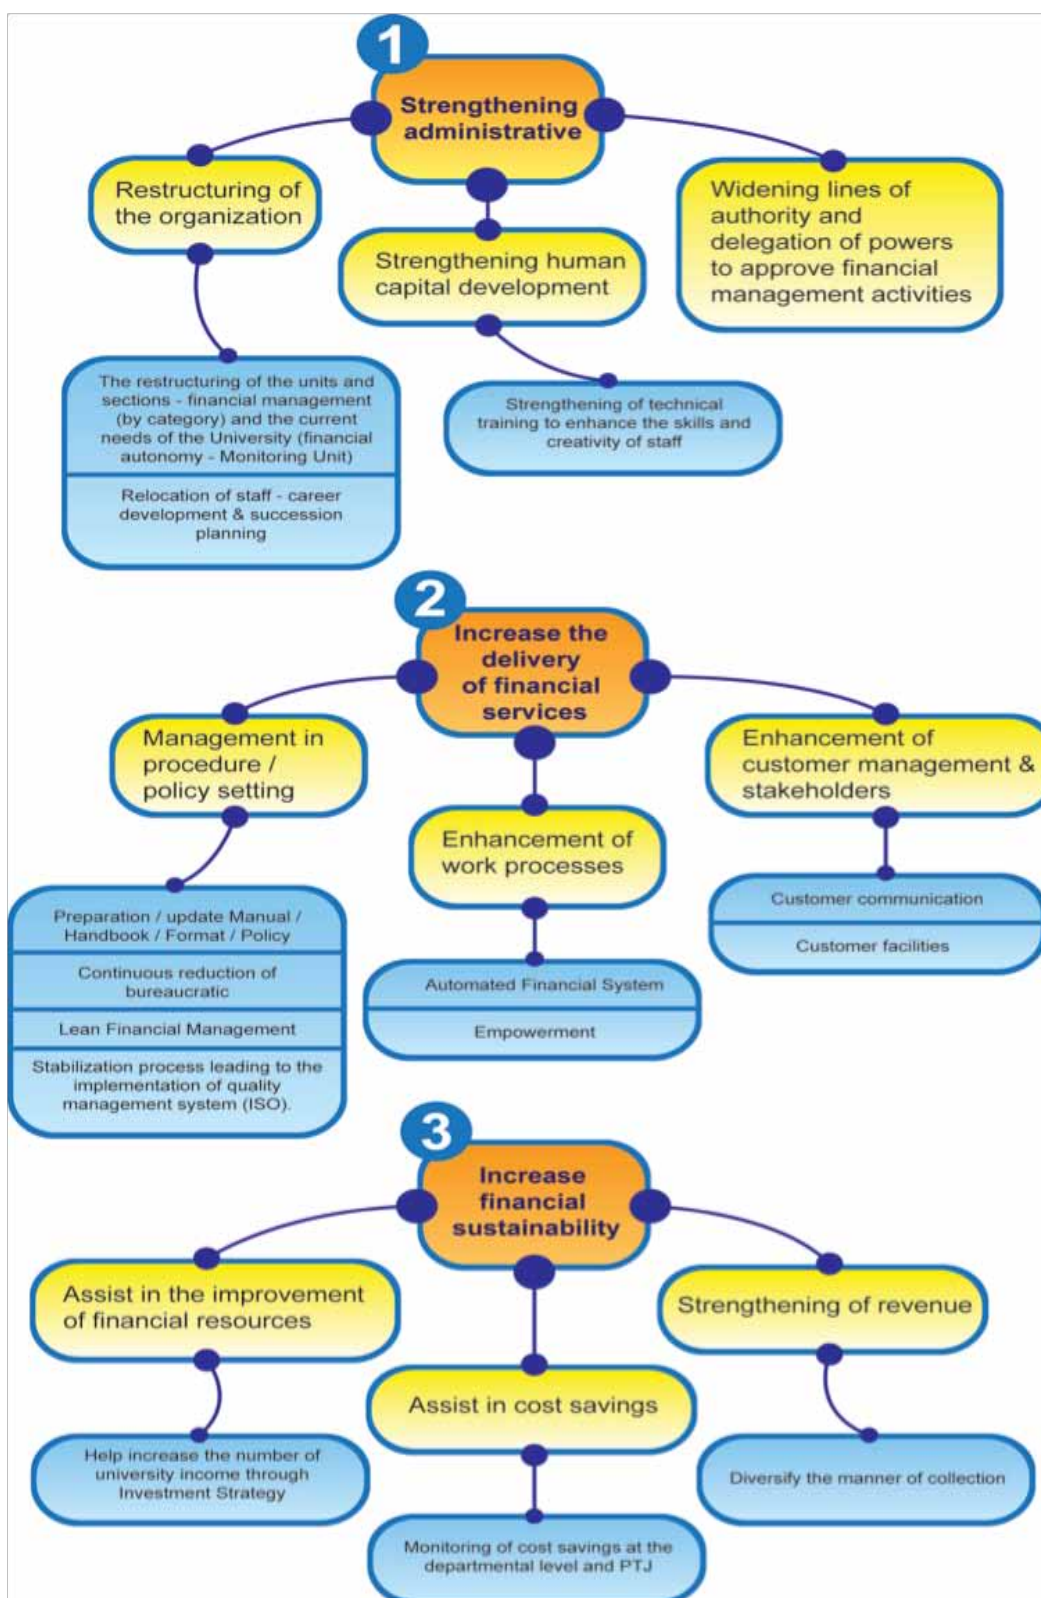 1
Strengthening
administrative
Restructuring of
the organization
Strengthening human
capital development
Widening lines of
authority and
delegation of powers
to approve financial
management activities
The restructuring of the units and
sections - financial management
(by category) and the current
needs of the University (financial
autonomy - Monitoring Unit)
Relocation of staff - career
development & succession
planning
Strengthening of technical
training to enhance the skills and
creativity of staff
2
Increase the
delivery
of financial
services
Management in
procedure /
policy setting
Enhancement of
work processes
Enhancement of
customer management &
stakeholders
Preparation / update Manual /
Handbook / Format / Policy
Continuous reduction of
bureaucratic
Lean Financial Management
Stabilization process leading to the
implementation of quality
management system (ISO).
Automated Financial System
Empowerment
Customer communication
Customer facilities
3
Increase
financial
sustainability
Assist in the improvement
of financial resources
Assist in cost savings
Strengthening of revenue
Help increase the number of
university income through
Investment Strategy
Monitoring of cost savings at the
departmental level and PTJ
Diversify the manner of collection